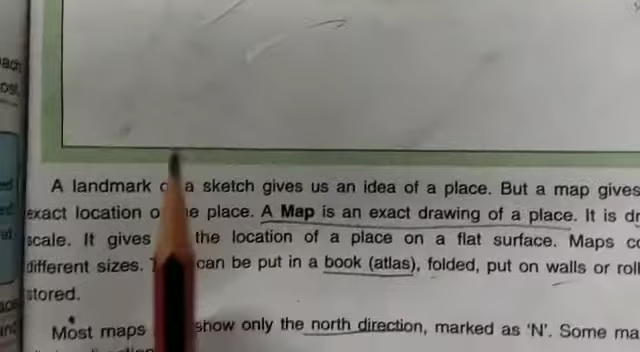 A landmark a sketch gives us an idea of a place. But a map gives
exact location place. A Map is an exact drawing of a place. It is
scale. It gives the location of a place on a flat surface. Maps
different sizes. can be put in a book (atlas), folded, put on walls or
stored.
Most maps show only the north direction, marked as 'N'. Some